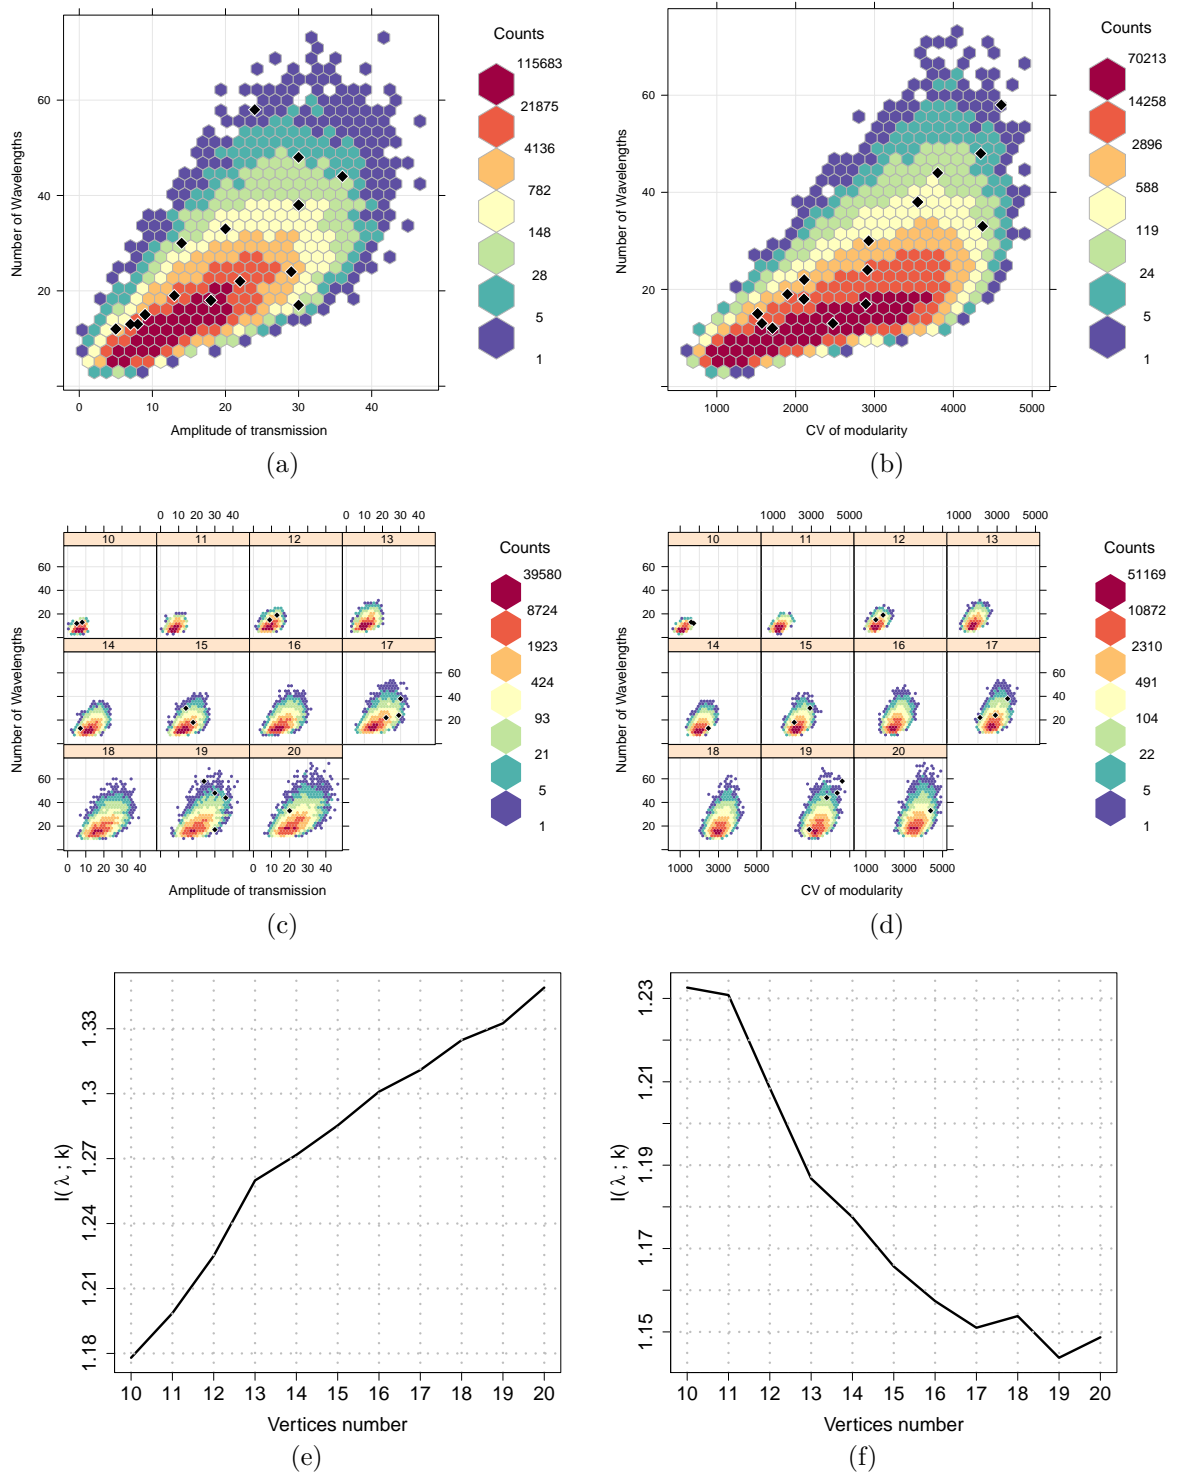 Counts
115683
21875
4136
782
148
28
5
1
Number of Wavelengths
60
40
20
0 10 20 30 40
Amplitude of transmission
(a)
Counts
70213
14258
2896
588
119
24
5
1
Number of Wavelengths
60
40
20
1000 2000 3000 4000 5000
CV of modularity
(b)
0 10 20 30 40 0 10 20 30 40
0 10 20 30 40
10 11 12 13
14 15 16 17
18 19 20
Number of Wavelengths
60
40
20
60
40
20
60
40
20
0 10 20 30 40 0 10 20 30 40
Amplitude of transmission
Counts
39580
8724
1923
424
93
21
5
1
(c)
1000 3000 5000 1000 3000 5000
10 11 12 13
14 15 16 17
18 19 20
Number of Wavelengths
60
40
20
60
40
20
60
40
20
1000 3000 5000 1000 3000 5000
CV of modularity
Counts
51169
10872
2310
491
104
22
5
1
(d)
I( λ ; k)
1.33
1.3
1.27
1.24
1.21
1.18
10 11 12 13 14 15 16 17 18 19 20
Vertices number
(e)
I( λ ; k)
1.23
1.21
1.19
1.17
1.15
10 11 12 13 14 15 16 17 18 19 20
Vertices number
(f)